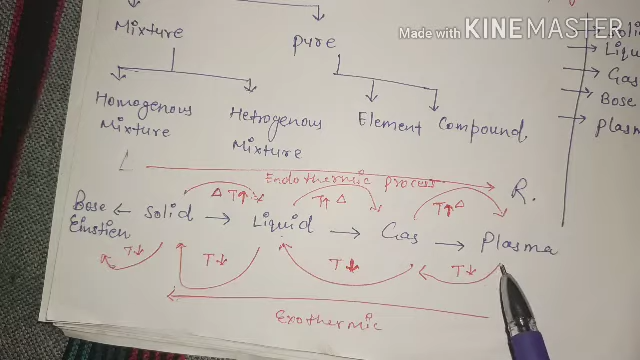 Made with KINEMASTER
Mixture
pure
Solid
Liqu
Gas
Bose
Plasm
Homogenous
Mixture
Hetrogenous
Mixture
Element
Compound
L
Endothermic process
R.
Δ T↑
T↑ Δ
T↑Δ
Bose ← Solid → Liquid → Gas → Plasma
Einstien
T↓
T↓
T↓
T↓
Exothermic